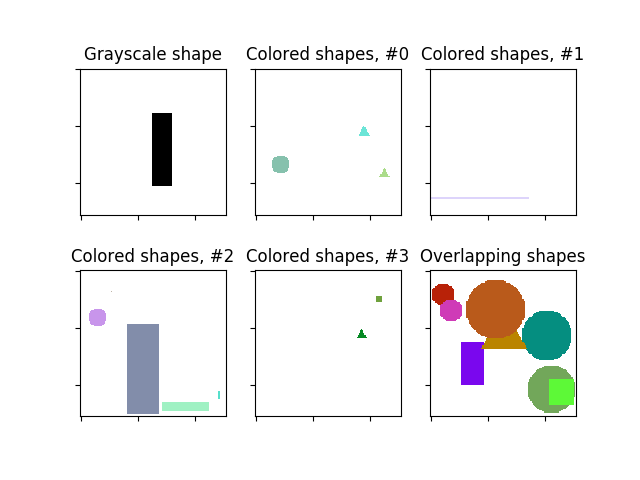 Grayscale shape
Colored shapes, #0
Colored shapes, #1
Colored shapes, #2
Colored shapes, #3
Overlapping shapes